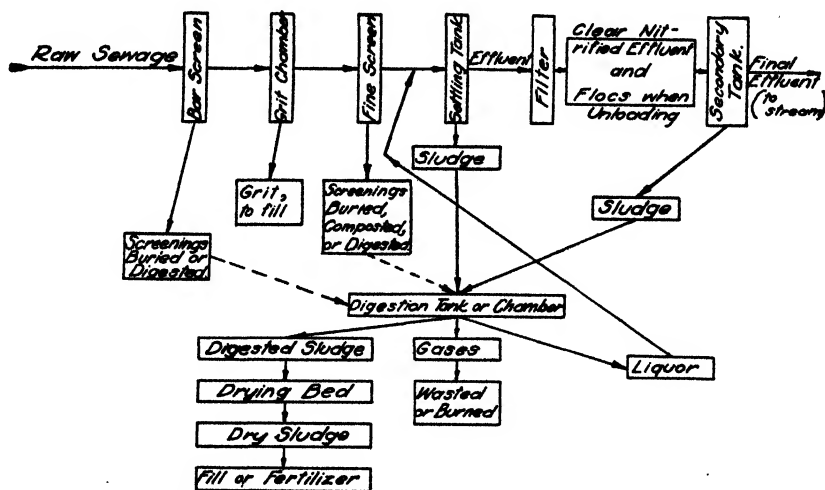 Raw Sewage
Bar Screen
Grit Chamber
Fine Screen
Settling Tank
Effluent
Filter
Clear Nit-
rified Effluent
and
Flocs when
Unloading
Secondary
Tank.
Final
Effluent
(to
stream)
Sludge
Grit,
to fill
Screenings
Buried,
Composted,
or Digested
Sludge
Screenings
Buried or
Digested
Digestion Tank or Chamber
Digested Sludge
Gases
Liquor
Drying Bed
Wasted
or Burned
Dry Sludge
Fill or Fertilizer